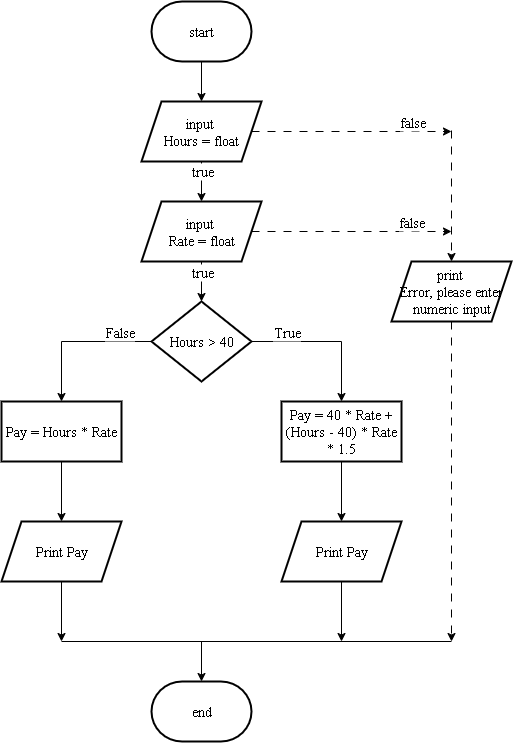 start
input
Hours = float
false
true
input
Rate = float
false
true
print
Error, please enter
numeric input
Hours > 40
False
True
Pay = Hours * Rate
Pay = 40 * Rate +
(Hours - 40) * Rate
* 1.5
Print Pay
Print Pay
end